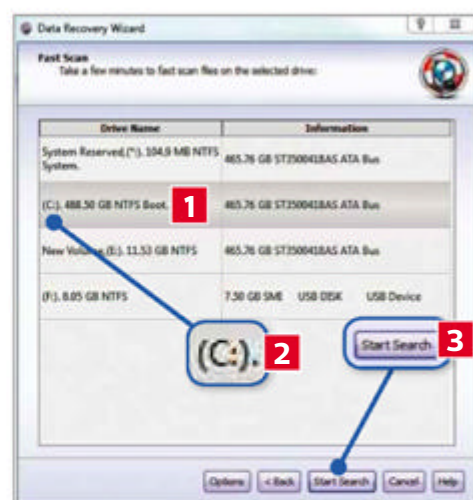 Data Recovery Wizard
Fast Scan
Take a few minutes to fast scan files on the selected drive:
Drive Name Information
System Reserved,(*:). 104.9 MB NTFS
System.
465.76 GB ST3500418AS ATA Bus
(C:). 488.50 GB NTFS Boot. 1 465.76 GB ST3500418AS ATA Bus
New Volume,(E:). 11.53 GB NTFS 465.76 GB ST3500418AS ATA Bus
(F:). 8.05 GB NTFS 7.50 GB SMI USB DISK USB Device
(C:). 2
Start Search 3
Options < Back Start Search Cancel Help